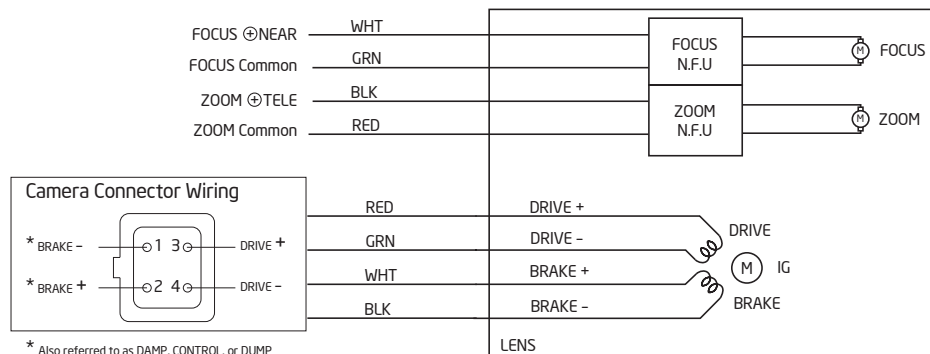 FOCUS ⊕NEAR WHT
FOCUS Common GRN
ZOOM ⊕TELE BLK
ZOOM Common RED
FOCUS
N.F.U
ZOOM
N.F.U
M FOCUS
M ZOOM
Camera Connector Wiring
* BRAKE – 1 3 DRIVE +
* BRAKE + 2 4 DRIVE –
* Also referred to as DAMP, CONTROL, or DUMP
RED DRIVE +
GRN DRIVE –
WHT BRAKE +
BLK BRAKE –
DRIVE
M IG
BRAKE
LENS